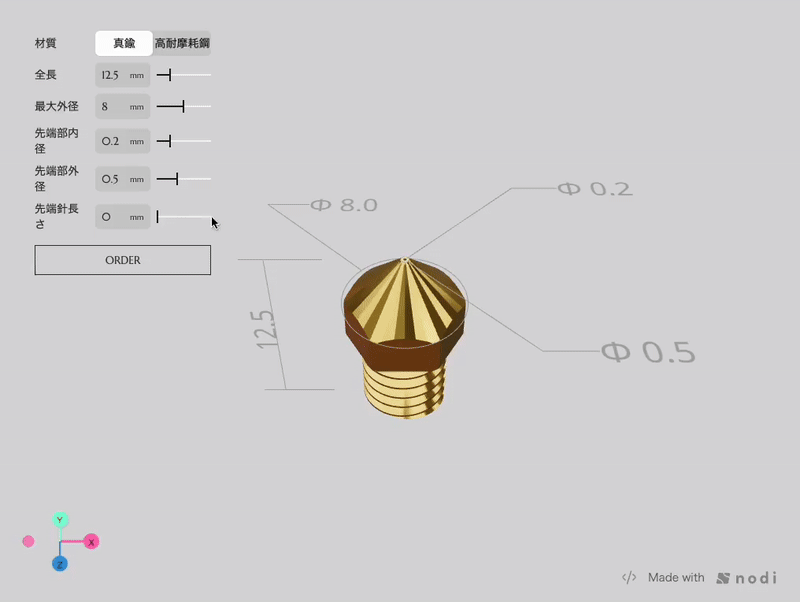 材質 真鍮 高耐摩耗鋼
全長 12.5 mm
最大外径 8 mm
先端部内
径 0.2 mm
先端部外
径 0.5 mm
先端針長
さ 0 mm
ORDER
Φ 8.0
Φ 0.2
12.5
Φ 0.5
Y
X
Z
</> Made with nodi